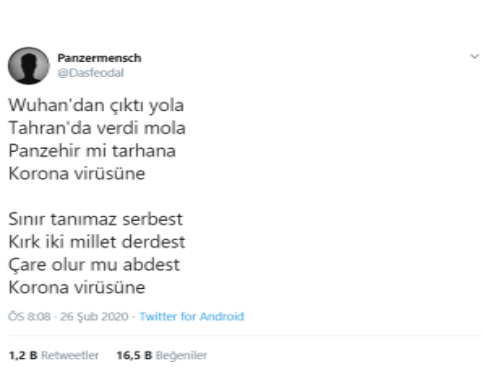 Panzermensch
@Dasfeodal
Wuhan'dan çıktı yola
Tahran'da verdi mola
Panzehir mi tarhana
Korona virüsüne
Sınır tanımaz serbest
Kırk iki millet derdest
Çare olur mu abdest
Korona virüsüne
ÖS 8:08 · 26 Şub 2020 · Twitter for Android
1,2 B Retweetler 16,5 B Beğeniler